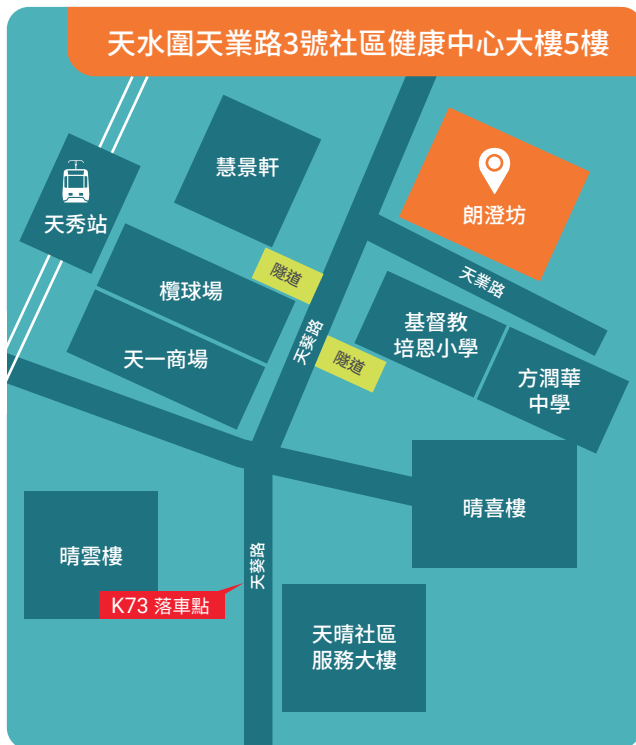 天水圍天業路3號社區健康中心大樓5樓
慧景軒
天秀站
朗澄坊
隧道
天業路
欖球場
天葵路
基督教
培恩小學
天一商場
隧道
方潤華
中學
晴喜樓
晴雲樓
天葵路
K73 落車點
天晴社區
服務大樓